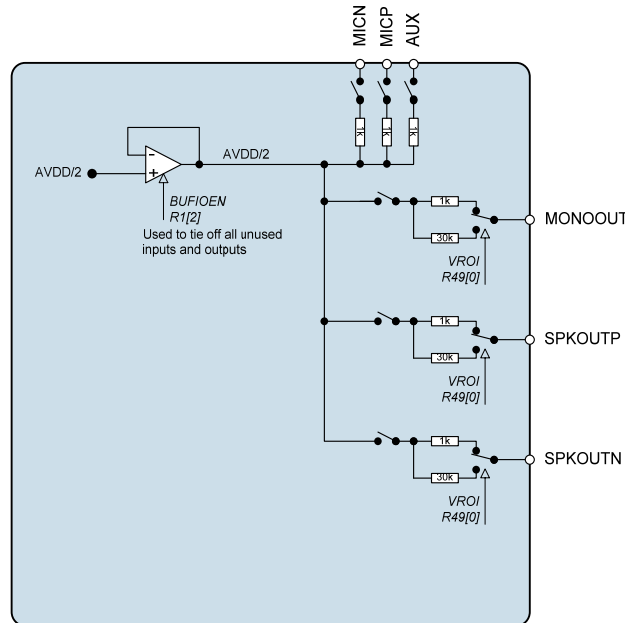 MICN
MICP
AUX
AVDD/2
-
+
AVDD/2
BUFIOEN
R1[2]
Used to tie off all unused
inputs and outputs
1k
1k
1k
1k
30k
VROI
R49[0]
MONOOUT
1k
30k
VROI
R49[0]
SPKOUTP
1k
30k
VROI
R49[0]
SPKOUTN